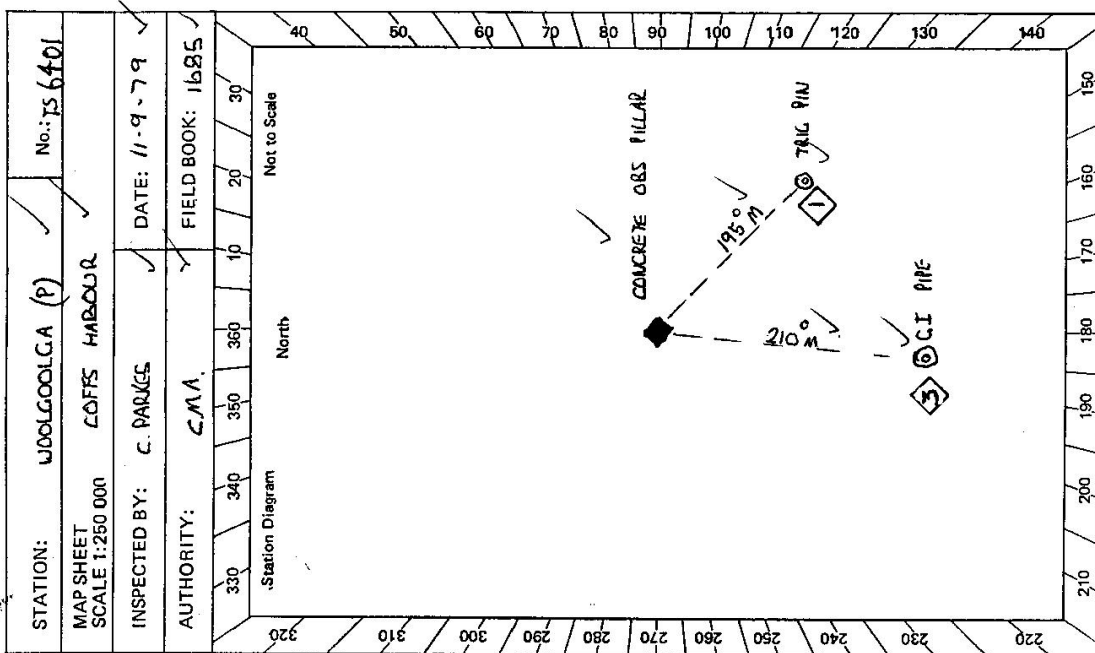 STATION: WOOLGOOLGA (P) No.: TS 6401
MAP SHEET
SCALE 1:250 000 COFFS HARBOUR
INSPECTED BY: C. PARKES DATE: 11-9-79
AUTHORITY: C.M.A. FIELD BOOK: 1685
330 340 350 360 10 20 30
Station Diagram North Not to Scale
320 310 300 290 280 270 260 250 240 230 220
40 50 60 70 80 90 100 110 120 130 140
CONCRETE OBS PILLAR
195° M
TRIG PIN
1
210° M
G.I PIPE
3
210 200 190 180 170 160 150